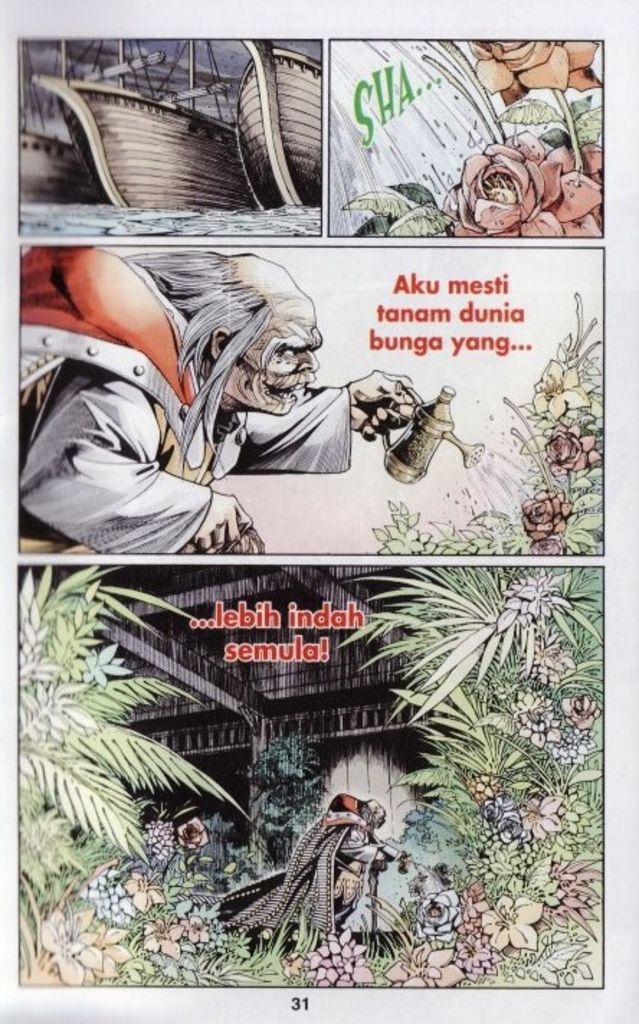 SHA...
Aku mesti
tanam dunia
bunga yang...
...lebih indah
semula!
31